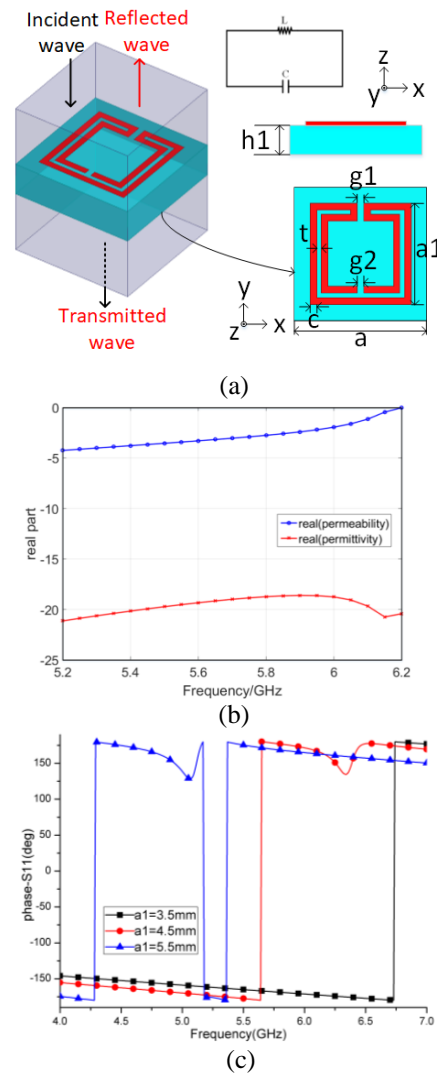 Incident
wave
Reflected
wave
Transmitted
wave
L
C
z
y
x
h1
g1
t
a1
g2
y
z
x
c
a
(a)
real part
0
-5
-10
-15
-20
-25
real(permeability)
real(permittivity)
5.2
5.4
5.6
5.8
6
6.2
Frequency/GHz
(b)
phase-S11(deg)
150
100
50
0
-50
-100
-150
a1=3.5mm
a1=4.5mm
a1=5.5mm
4.0
4.5
5.0
5.5
6.0
6.5
7.0
Frequency(GHz)
(c)